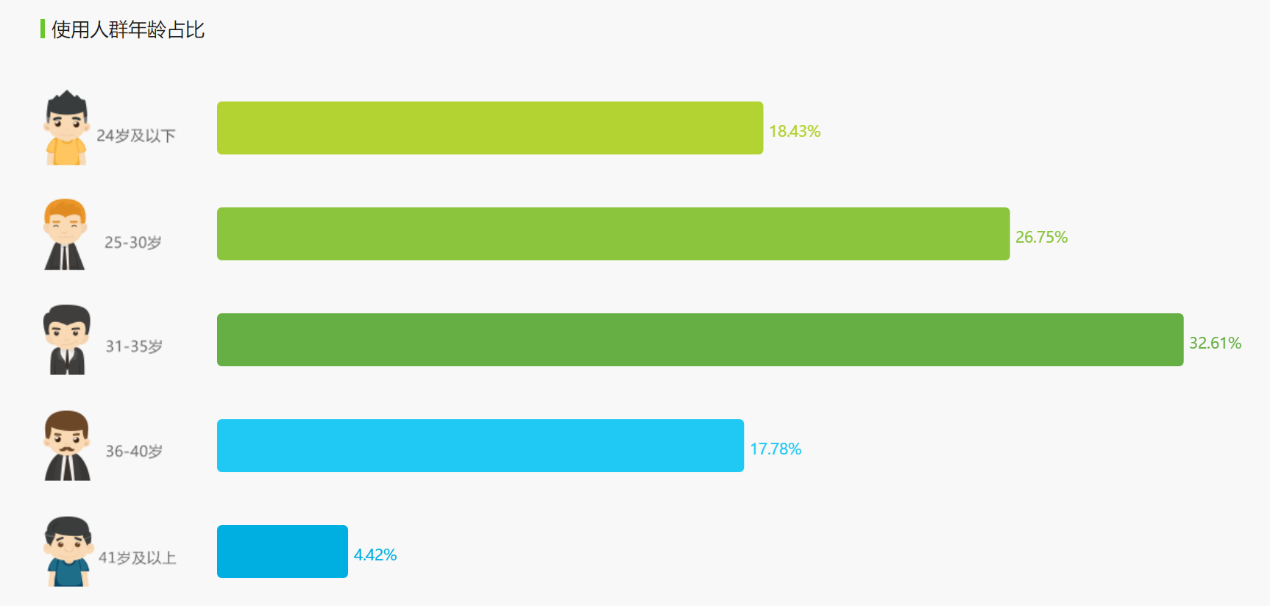 使用人群年龄占比
24岁及以下
18.43%
25-30岁
26.75%
31-35岁
32.61%
36-40岁
17.78%
41岁及以上
4.42%